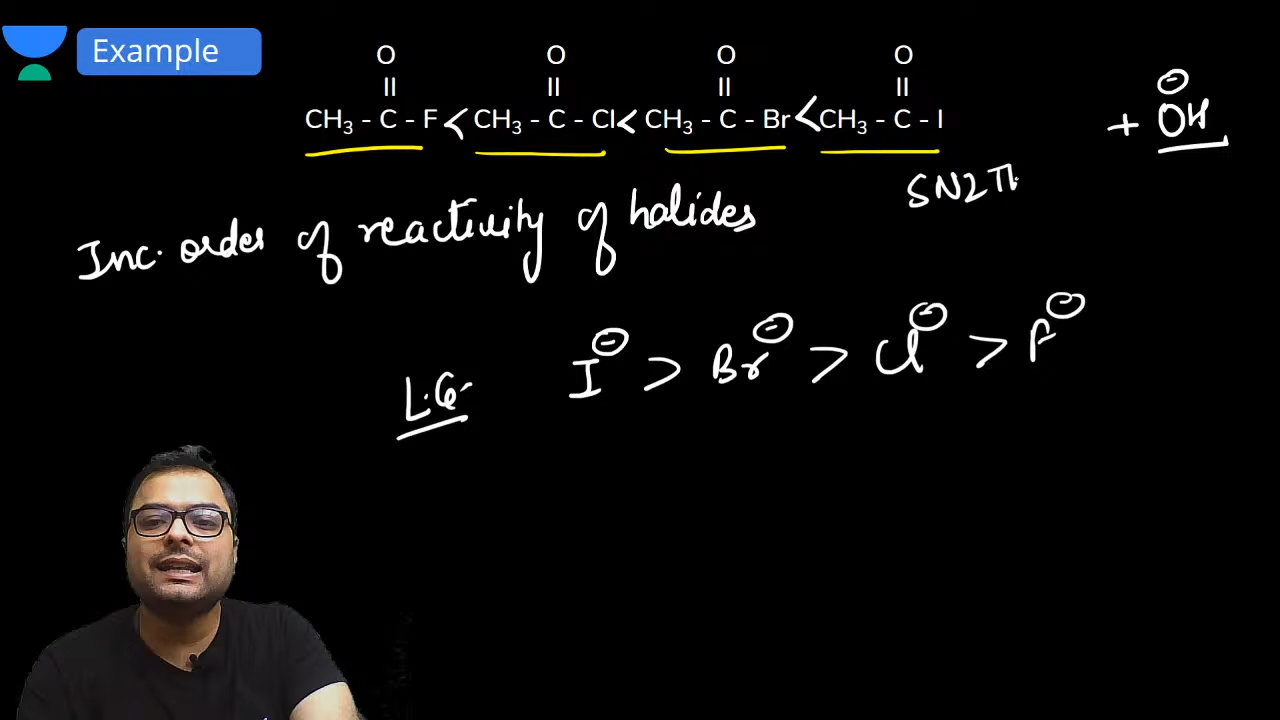 Example
O O O O
|| || || ||
CH₃ - C - F < CH₃ - C - Cl < CH₃ - C - Br < CH₃ - C - I + OH⊖
SN2Th
Inc. order of reactivity of halides
L.G. I⊖ > Br⊖ > Cl⊖ > F⊖